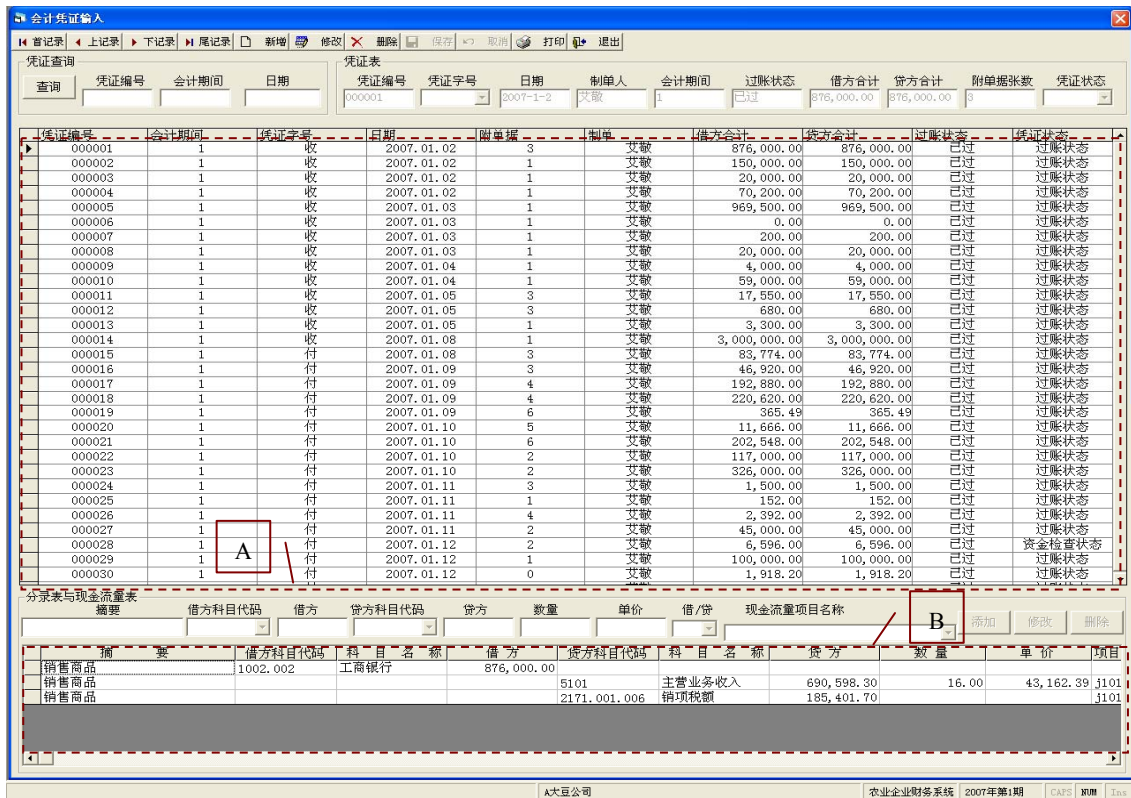 会计凭证输入
首记录 上记录 下记录 尾记录 新增 修改 删除 保存 取消 打印 退出
凭证查询 凭证表
查询 凭证编号 会计期间 日期 凭证编号 凭证字号 日期 制单人 会计期间 过账状态 借方合计 贷方合计 附单据张数 凭证状态
000001 2007-1-2 艾敬 1 已过 876,000.00 876,000.00 3
凭证编号 会计期间 凭证字号 日期 附单据 制单 借方合计 贷方合计 过账状态 凭证状态
000001 1 收 2007.01.02 3 艾敬 876,000.00 876,000.00 已过 过账状态
000002 1 收 2007.01.02 1 艾敬 150,000.00 150,000.00 已过 过账状态
000003 1 收 2007.01.02 1 艾敬 20,000.00 20,000.00 已过 过账状态
000004 1 收 2007.01.02 1 艾敬 70,200.00 70,200.00 已过 过账状态
000005 1 收 2007.01.03 1 艾敬 969,500.00 969,500.00 已过 过账状态
000006 1 收 2007.01.03 1 艾敬 0.00 0.00 已过 过账状态
000007 1 收 2007.01.03 1 艾敬 200.00 200.00 已过 过账状态
000008 1 收 2007.01.03 1 艾敬 20,000.00 20,000.00 已过 过账状态
000009 1 收 2007.01.04 1 艾敬 4,000.00 4,000.00 已过 过账状态
000010 1 收 2007.01.04 1 艾敬 59,000.00 59,000.00 已过 过账状态
000011 1 收 2007.01.05 3 艾敬 17,550.00 17,550.00 已过 过账状态
000012 1 收 2007.01.05 3 艾敬 680.00 680.00 已过 过账状态
000013 1 收 2007.01.05 1 艾敬 3,300.00 3,300.00 已过 过账状态
000014 1 收 2007.01.08 1 艾敬 3,000,000.00 3,000,000.00 已过 过账状态
000015 1 付 2007.01.08 3 艾敬 83,774.00 83,774.00 已过 过账状态
000016 1 付 2007.01.09 3 艾敬 46,920.00 46,920.00 已过 过账状态
000017 1 付 2007.01.09 4 艾敬 192,880.00 192,880.00 已过 过账状态
000018 1 付 2007.01.09 4 艾敬 220,620.00 220,620.00 已过 过账状态
000019 1 付 2007.01.09 6 艾敬 365.49 365.49 已过 过账状态
000020 1 付 2007.01.10 5 艾敬 11,666.00 11,666.00 已过 过账状态
000021 1 付 2007.01.10 6 艾敬 202,548.00 202,548.00 已过 过账状态
000022 1 付 2007.01.10 2 艾敬 117,000.00 117,000.00 已过 过账状态
000023 1 付 2007.01.10 2 艾敬 326,000.00 326,000.00 已过 过账状态
000024 1 付 2007.01.11 3 艾敬 1,500.00 1,500.00 已过 过账状态
000025 1 付 2007.01.11 1 艾敬 152.00 152.00 已过 过账状态
000026 1 付 2007.01.11 4 艾敬 2,392.00 2,392.00 已过 过账状态
000027 1 付 2007.01.11 2 艾敬 45,000.00 45,000.00 已过 过账状态
000028 1 付 2007.01.12 2 艾敬 6,596.00 6,596.00 已过 资金检查状态
000029 1 付 2007.01.12 1 艾敬 100,000.00 100,000.00 已过 过账状态
000030 1 付 2007.01.12 0 艾敬 1,918.20 1,918.20 已过 过账状态
A
分录表与现金流量表
摘要 借方科目代码 借方 贷方科目代码 贷方 数量 单价 借/贷 现金流量项目名称
B
添加 修改 删除
摘 要 借方科目代码 科 目 名 称 借 方 贷方科目代码 科 目 名 称 贷 方 数 量 单 价 项目
销售商品 1002.002 工商银行 876,000.00
销售商品 5101 主营业务收入 690,598.30 16.00 43,162.39 j101
销售商品 2171.001.006 销项税额 185,401.70 j101
A大豆公司 农业企业财务系统 2007年第1期 CAPS NUM Ins